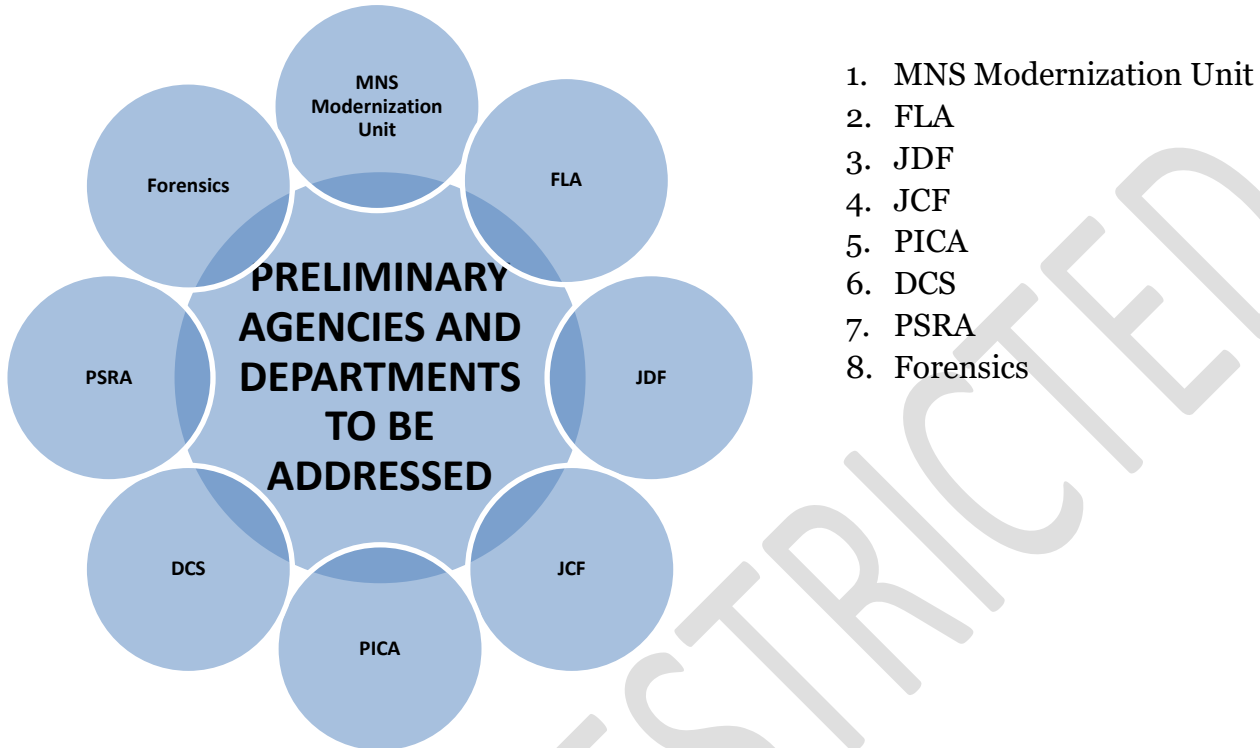 MNS
Modernization
Unit
FLA
JDF
JCF
PICA
DCS
PSRA
Forensics
PRELIMINARY
AGENCIES AND
DEPARTMENTS
TO BE
ADDRESSED
1. MNS Modernization Unit
2. FLA
3. JDF
4. JCF
5. PICA
6. DCS
7. PSRA
8. Forensics
ESTRICTED